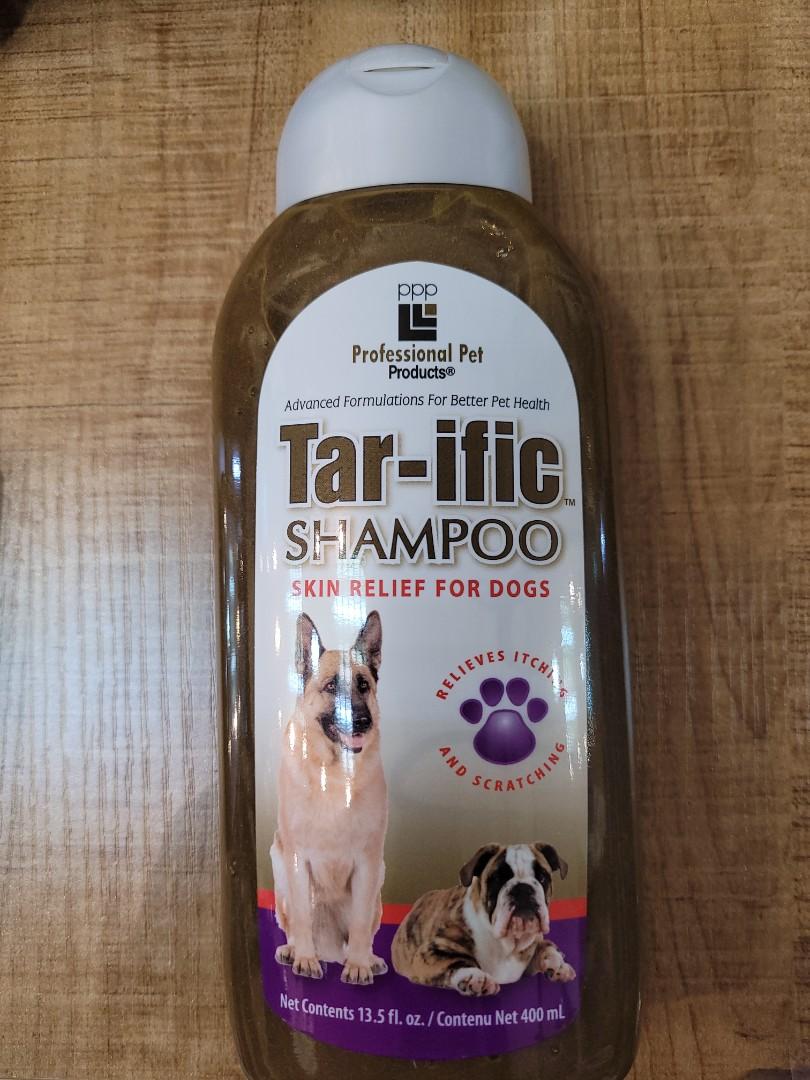 ppp
Professional Pet
Products®
Advanced Formulations For Better Pet Health
Tar-ific™
SHAMPOO
SKIN RELIEF FOR DOGS
RELIEVES ITCHING
AND SCRATCHING
Net Contents 13.5 fl. oz. / Contenu Net 400 mL